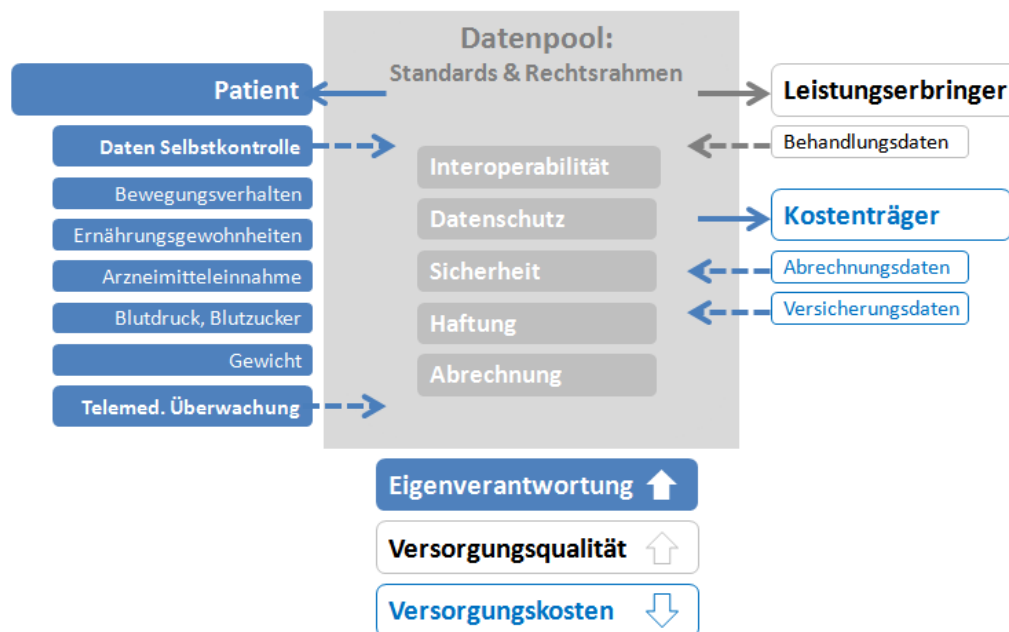 Datenpool:
Standards & Rechtsrahmen
Patient
Daten Selbstkontrolle
Bewegungsverhalten
Ernährungsgewohnheiten
Arzneimitteleinnahme
Blutdruck, Blutzucker
Gewicht
Telemed. Überwachung
Interoperabilität
Datenschutz
Sicherheit
Haftung
Abrechnung
Leistungserbringer
Behandlungsdaten
Kostenträger
Abrechnungsdaten
Versicherungsdaten
Eigenverantwortung
Versorgungsqualität
Versorgungskosten